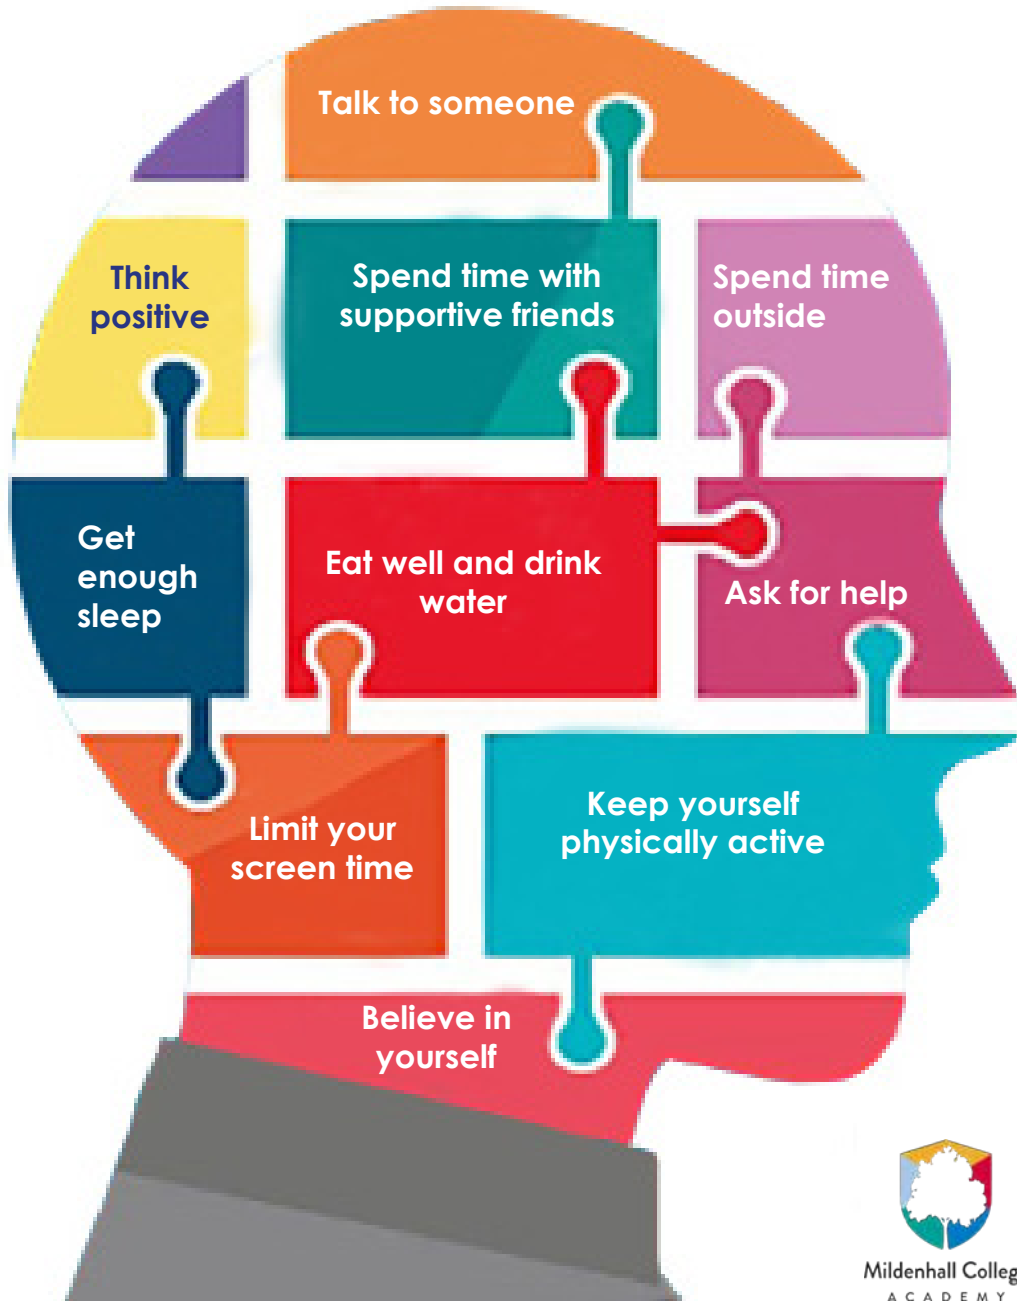 Talk to someone
Think
positive
Spend time with
supportive friends
Spend time
outside
Get
enough
sleep
Eat well and drink
water
Ask for help
Limit your
screen time
Keep yourself
physically active
Believe in
yourself
Mildenhall Colleg
ACADEMY